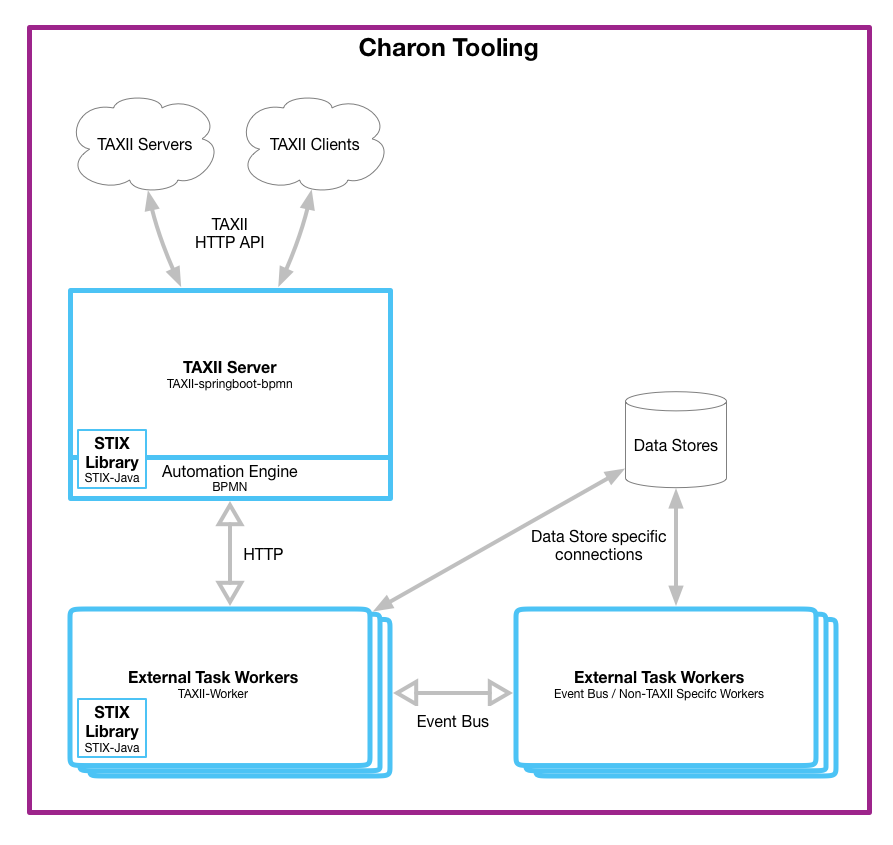 Charon Tooling
TAXII Servers
TAXII Clients
TAXII
HTTP API
TAXII Server
TAXII-springboot-bpmn
STIX
Library
STIX-Java
Automation Engine
BPMN
Data Stores
HTTP
Data Store specific
connections
External Task Workers
TAXII-Worker
STIX
Library
STIX-Java
Event Bus
External Task Workers
Event Bus / Non-TAXII Specifc Workers